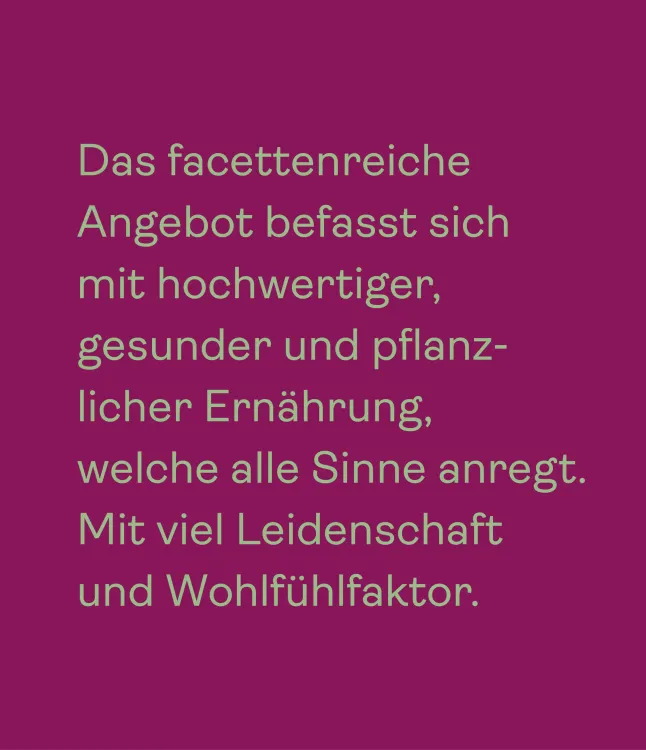 Das facettenreiche
Angebot befasst sich
mit hochwertiger,
gesunder und pflanz-
licher Ernährung,
welche alle Sinne anregt.
Mit viel Leidenschaft
und Wohlfühlfaktor.